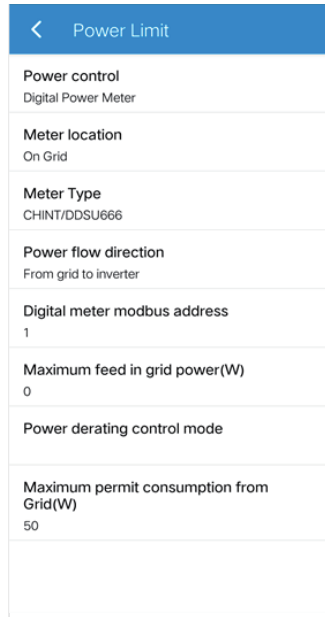 Power Limit
Power control
Digital Power Meter
Meter location
On Grid
Meter Type
CHINT/DDSU666
Power flow direction
From grid to inverter
Digital meter modbus address
1
Maximum feed in grid power(W)
0
Power derating control mode
Maximum permit consumption from
Grid(W)
50